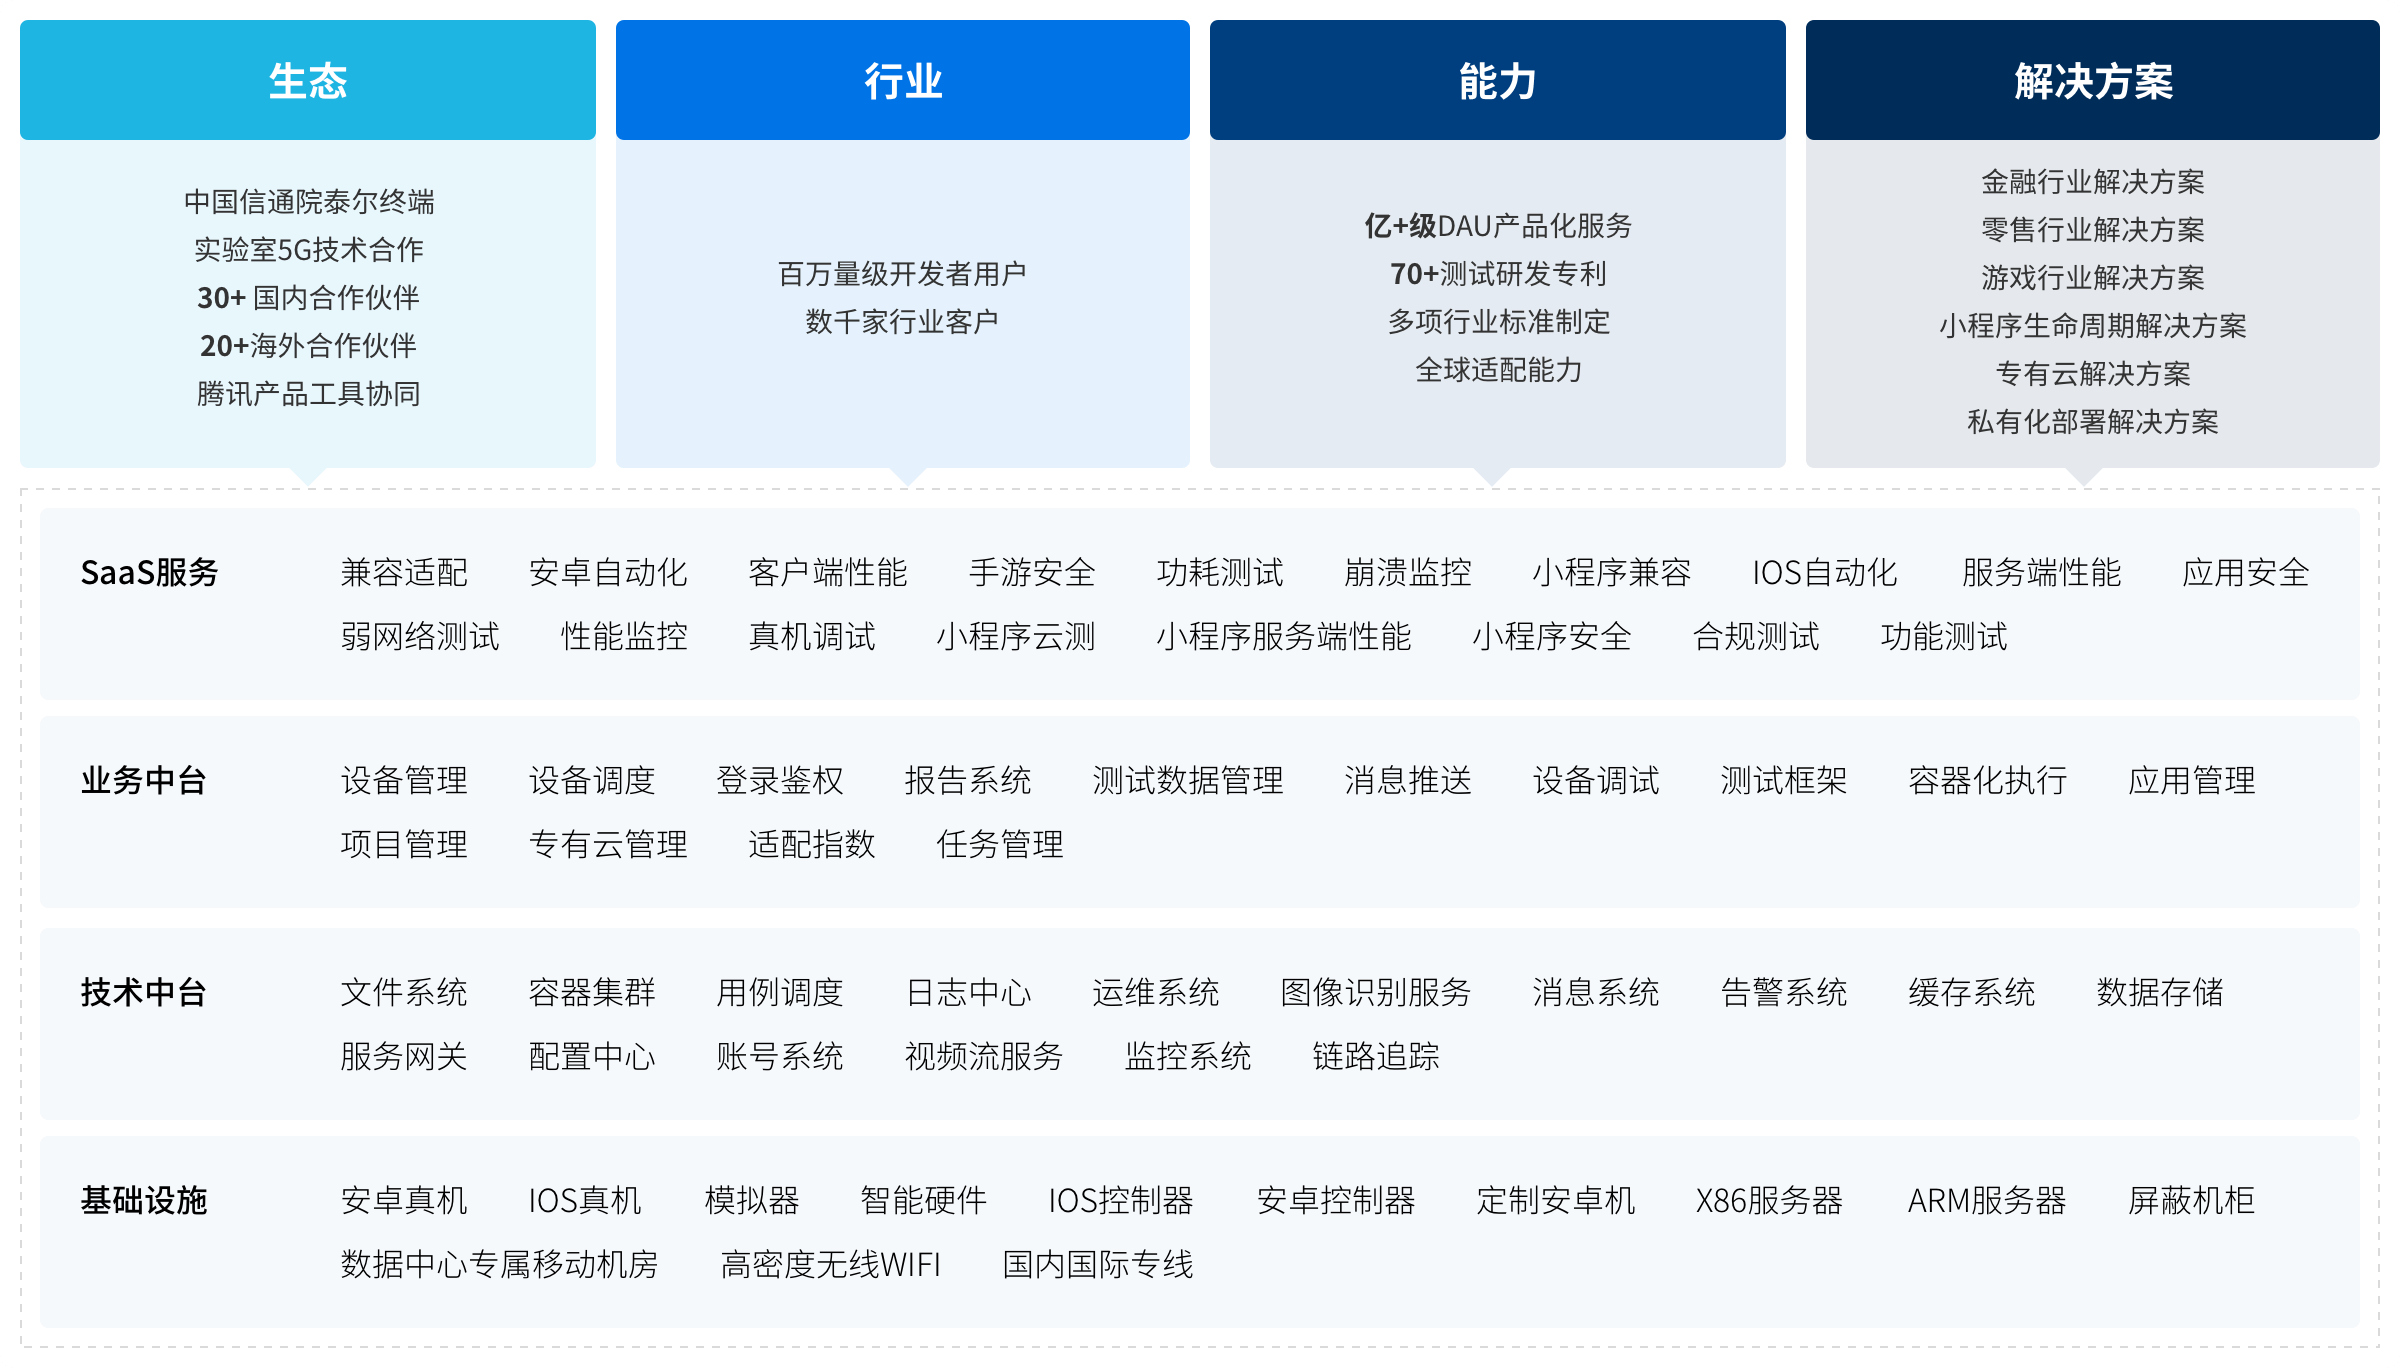 生态
中国信通院泰尔终端
实验室5G技术合作
30+ 国内合作伙伴
20+海外合作伙伴
腾讯产品工具协同
行业
百万量级开发者用户
数千家行业客户
能力
亿+级DAU产品化服务
70+测试研发专利
多项行业标准制定
全球适配能力
解决方案
金融行业解决方案
零售行业解决方案
游戏行业解决方案
小程序生命周期解决方案
专有云解决方案
私有化部署解决方案
SaaS服务 兼容适配 安卓自动化 客户端性能 手游安全 功耗测试 崩溃监控 小程序兼容 IOS自动化 服务端性能 应用安全
弱网络测试 性能监控 真机调试 小程序云测 小程序服务端性能 小程序安全 合规测试 功能测试
业务中台 设备管理 设备调度 登录鉴权 报告系统 测试数据管理 消息推送 设备调试 测试框架 容器化执行 应用管理
项目管理 专有云管理 适配指数 任务管理
技术中台 文件系统 容器集群 用例调度 日志中心 运维系统 图像识别服务 消息系统 告警系统 缓存系统 数据存储
服务网关 配置中心 账号系统 视频流服务 监控系统 链路追踪
基础设施 安卓真机 IOS真机 模拟器 智能硬件 IOS控制器 安卓控制器 定制安卓机 X86服务器 ARM服务器 屏蔽机柜
数据中心专属移动机房 高密度无线WIFI 国内国际专线